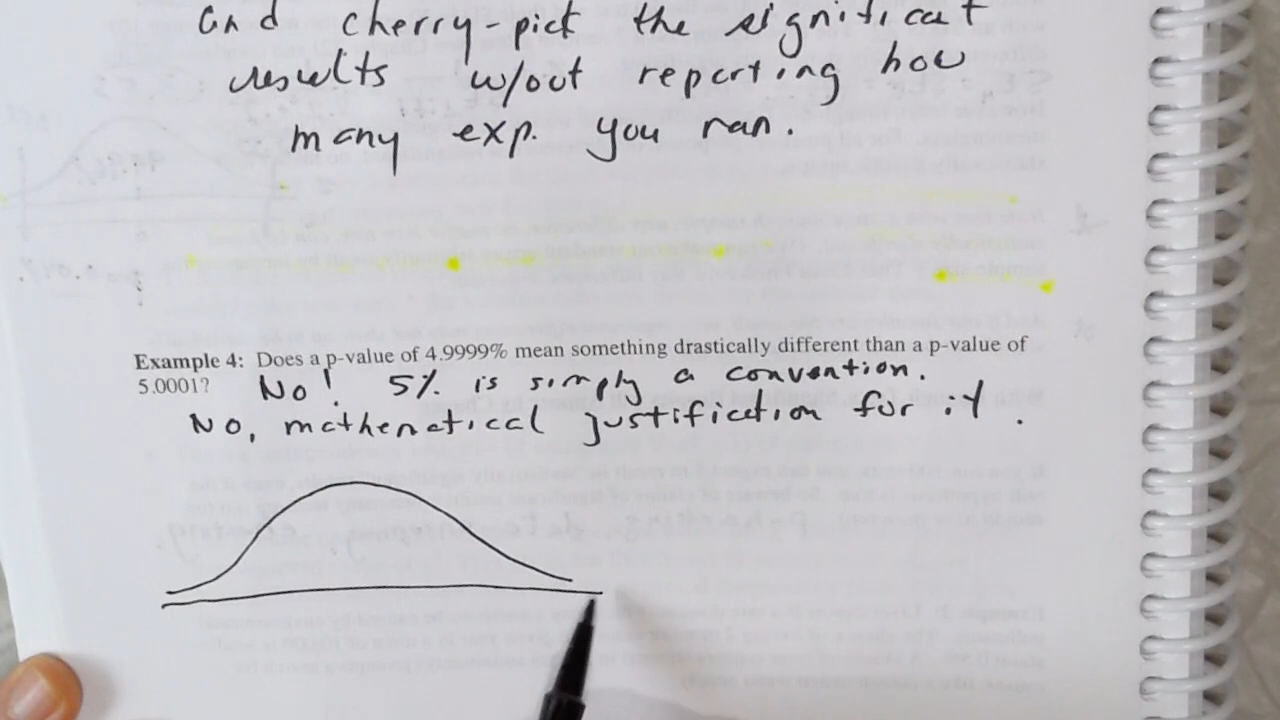 and cherry-pick the significat
results w/out reporting how
many exp. you ran.
Example 4: Does a p-value of 4.9999% mean something drastically different than a p-value of
5.0001? No! 5% is simply a convention.
No, mathematical justification for it.